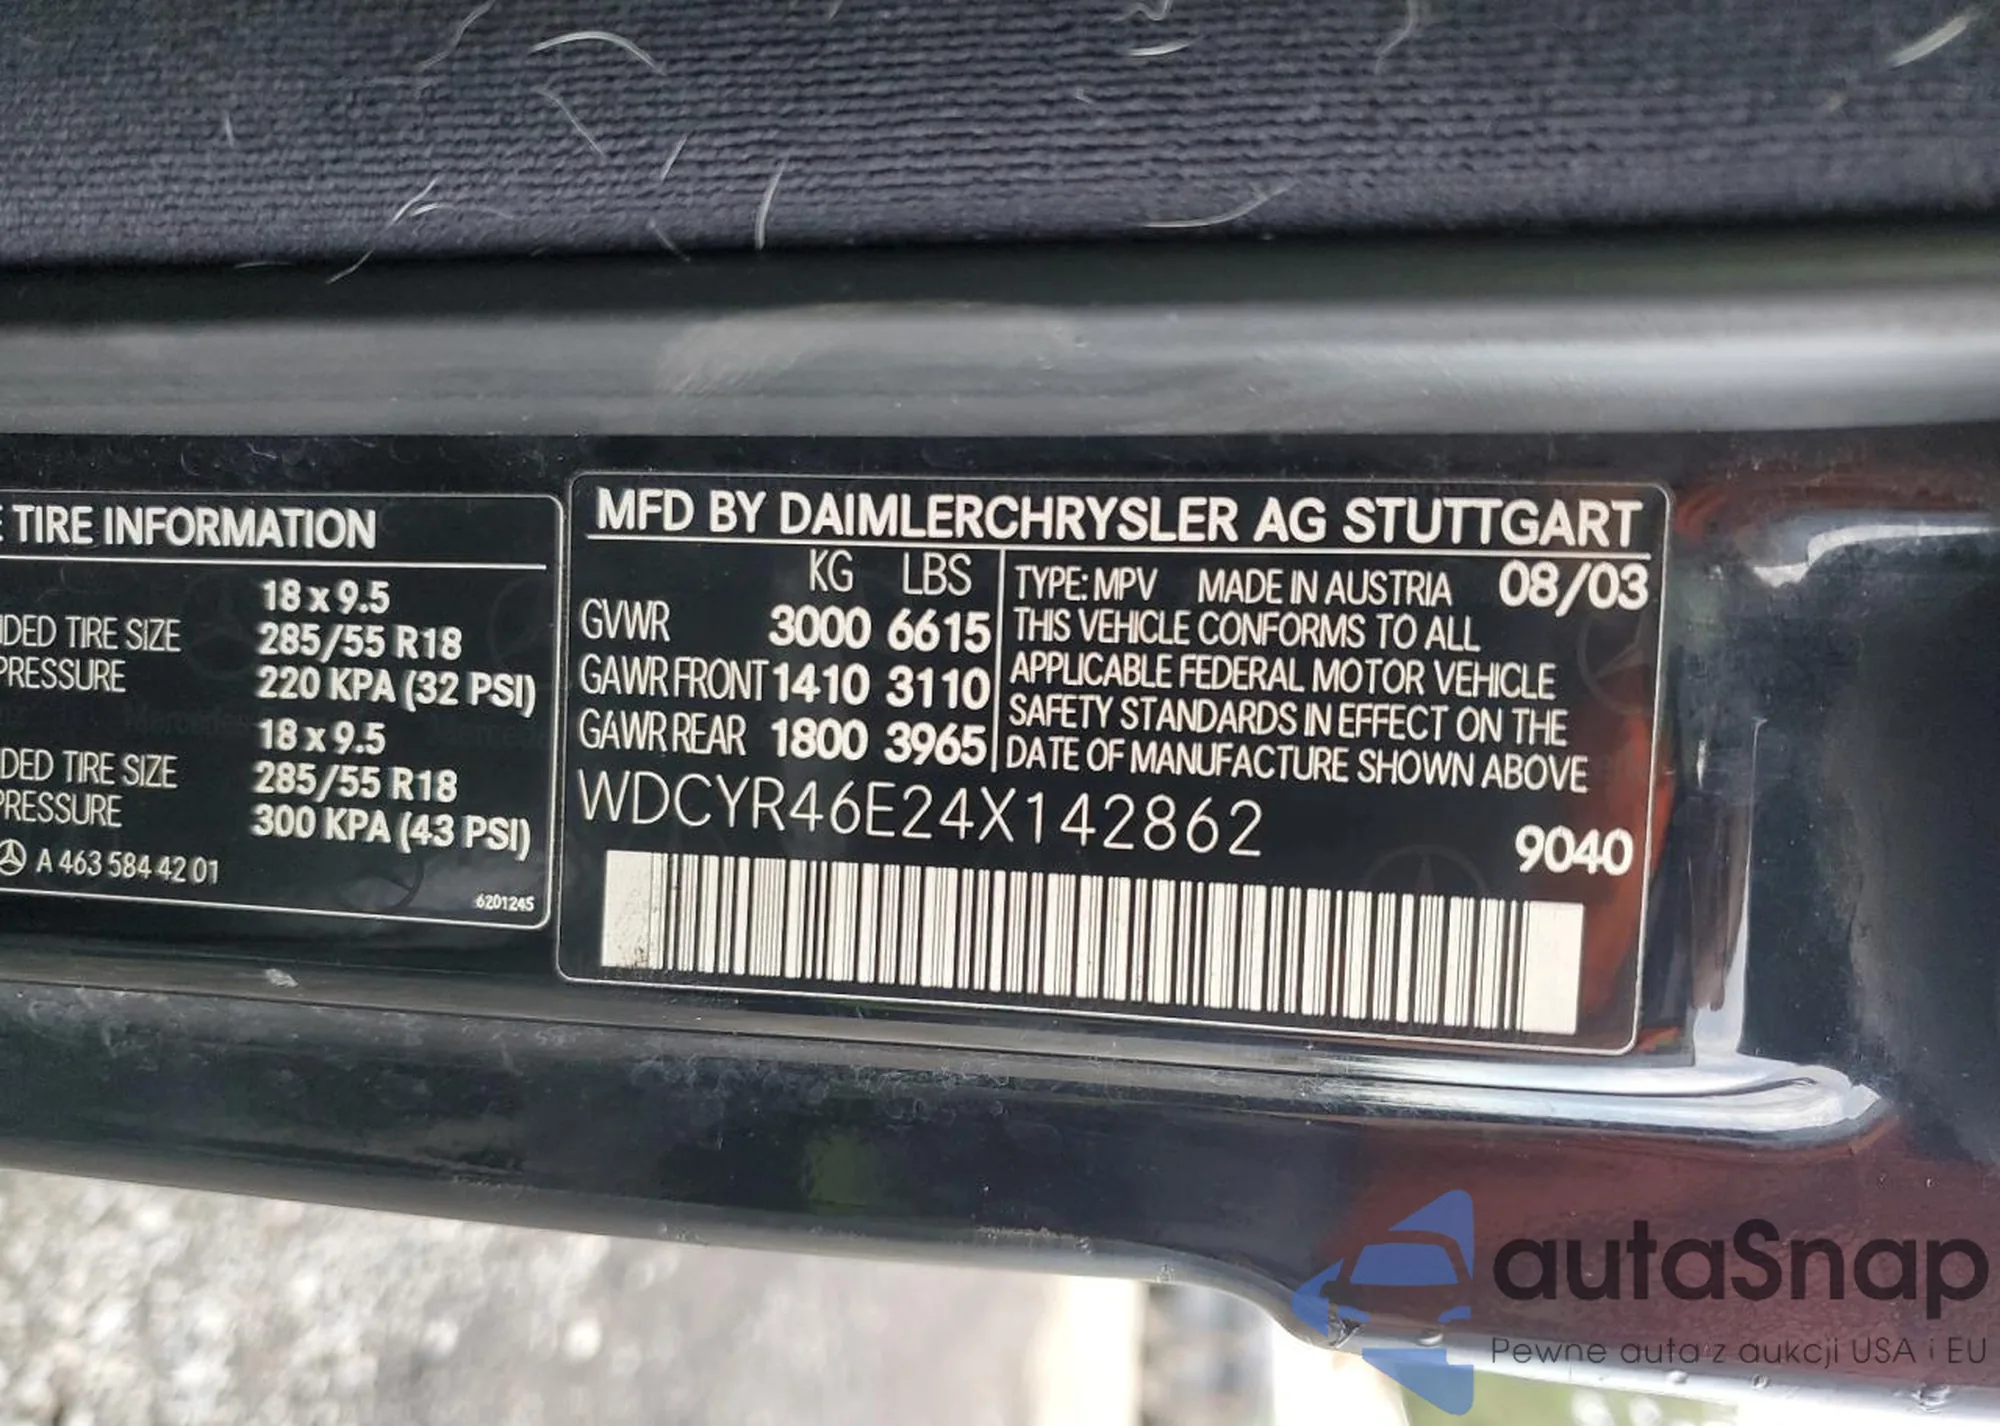 TIRE INFORMATION
18 x 9.5
TIRE SIZE 285/55 R18
PRESSURE 220 KPA (32 PSI)
18 x 9.5
TIRE SIZE 285/55 R18
300 KPA (43 PSI)
A 463 584 42 01
6201245
MFD BY DAIMLERCHRYSLER AG STUTTGART
KG LBS
GVWR 3000 6615
GAWR FRONT 1410 3110
GAWR REAR 1800 3965
TYPE: MPV MADE IN AUSTRIA 08/03
THIS VEHICLE CONFORMS TO ALL
APPLICABLE FEDERAL MOTOR VEHICLE
SAFETY STANDARDS IN EFFECT ON THE
DATE OF MANUFACTURE SHOWN ABOVE
WDCYR46E24X142862
9040
autaSnap
Pewne auta z aukcji USA i EU